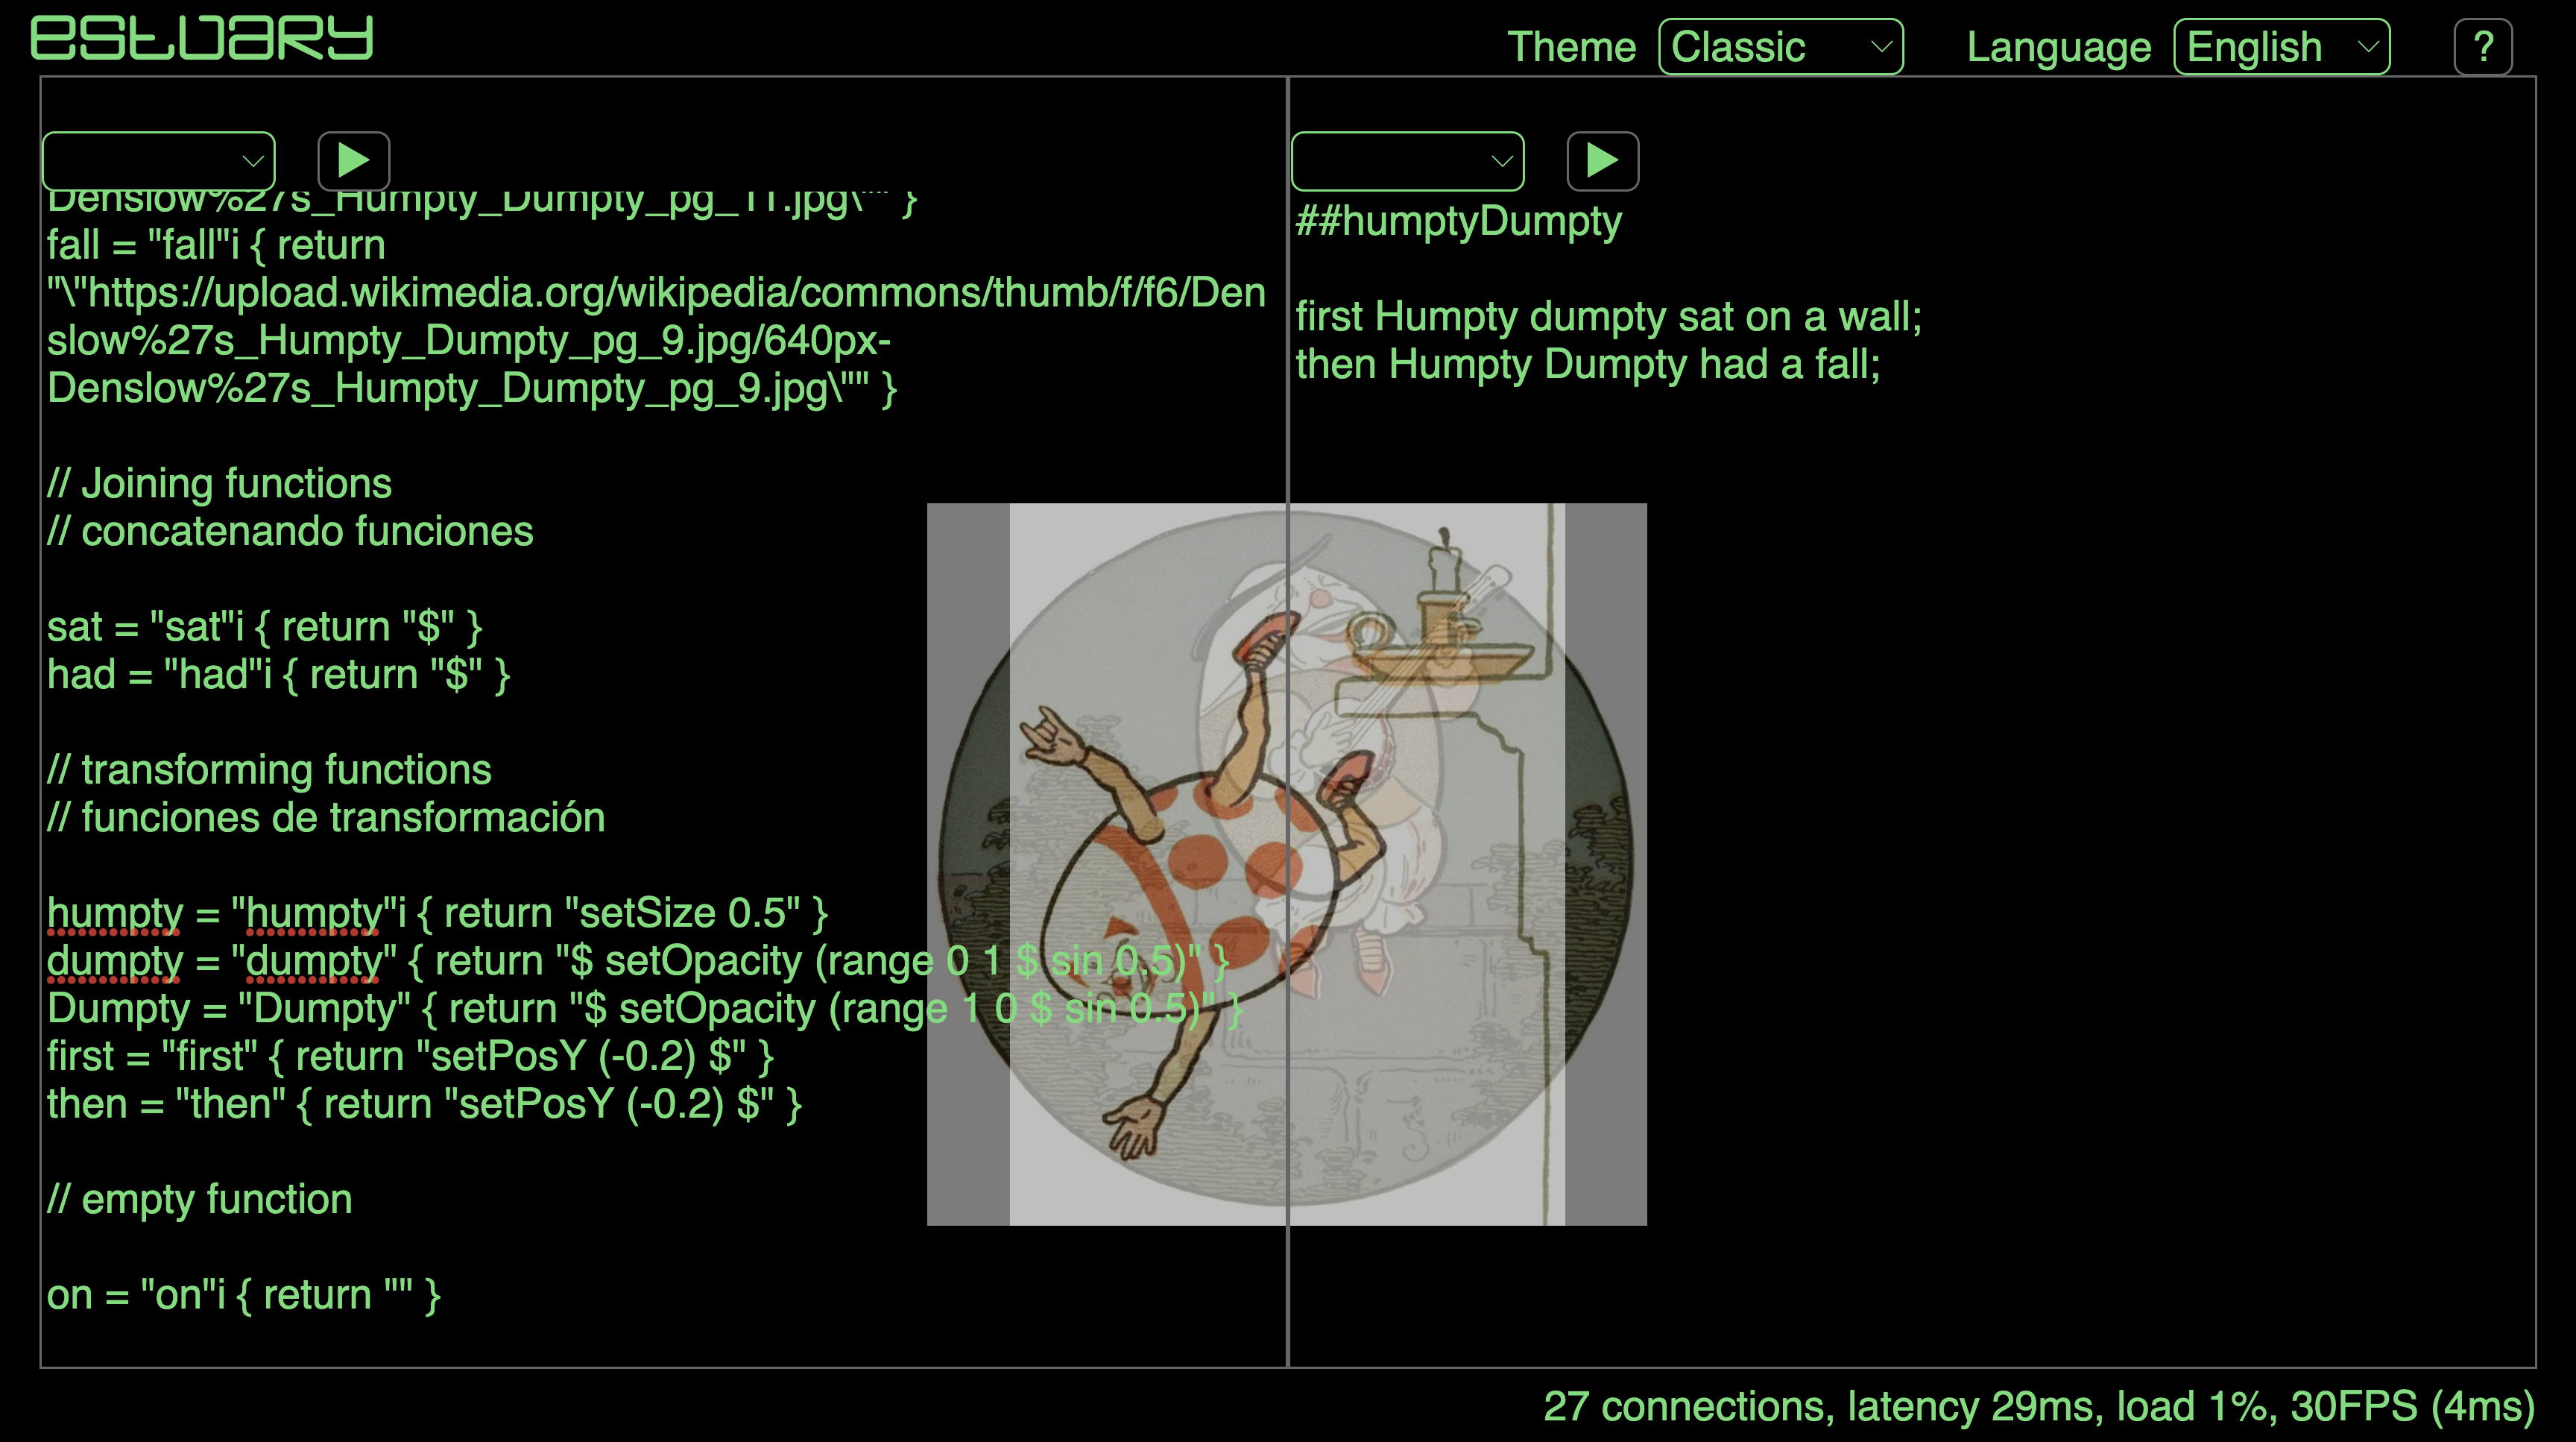 estuary
Theme Classic Language English ?
Denslow%27s_Humpty_Dumpty_pg_11.jpg\"" }
fall = "fall"i { return
"\"https://upload.wikimedia.org/wikipedia/commons/thumb/f/f6/Den
slow%27s_Humpty_Dumpty_pg_9.jpg/640px-
Denslow%27s_Humpty_Dumpty_pg_9.jpg\"" }
// Joining functions
// concatenando funciones
sat = "sat"i { return "$" }
had = "had"i { return "$" }
// transforming functions
// funciones de transformación
humpty = "humpty"i { return "setSize 0.5" }
dumpty = "dumpty" { return "$ setOpacity (range 0 1 $ sin 0.5)" }
Dumpty = "Dumpty" { return "$ setOpacity (range 1 0 $ sin 0.5)" }
first = "first" { return "setPosY (-0.2) $" }
then = "then" { return "setPosY (-0.2) $" }
// empty function
on = "on"i { return "" }
##humptyDumpty
first Humpty dumpty sat on a wall;
then Humpty Dumpty had a fall;
27 connections, latency 29ms, load 1%, 30FPS (4ms)